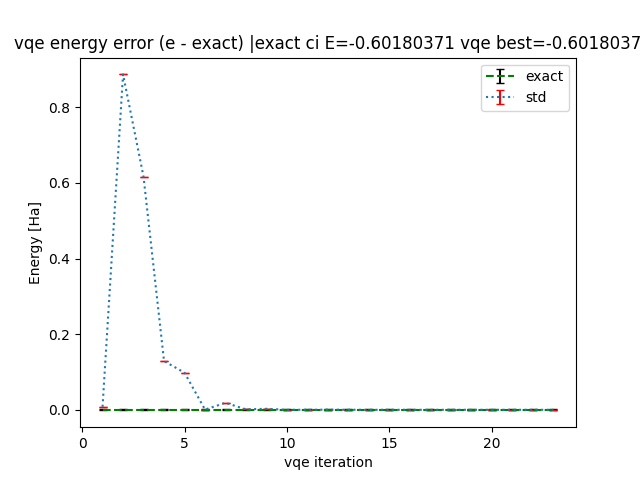 vqe energy error (e - exact) |exact ci E=-0.60180371 vqe best=-0.6018037
exact
std
0.8
0.6
0.4
0.2
0.0
Energy [Ha]
0
5
10
15
20
vqe iteration